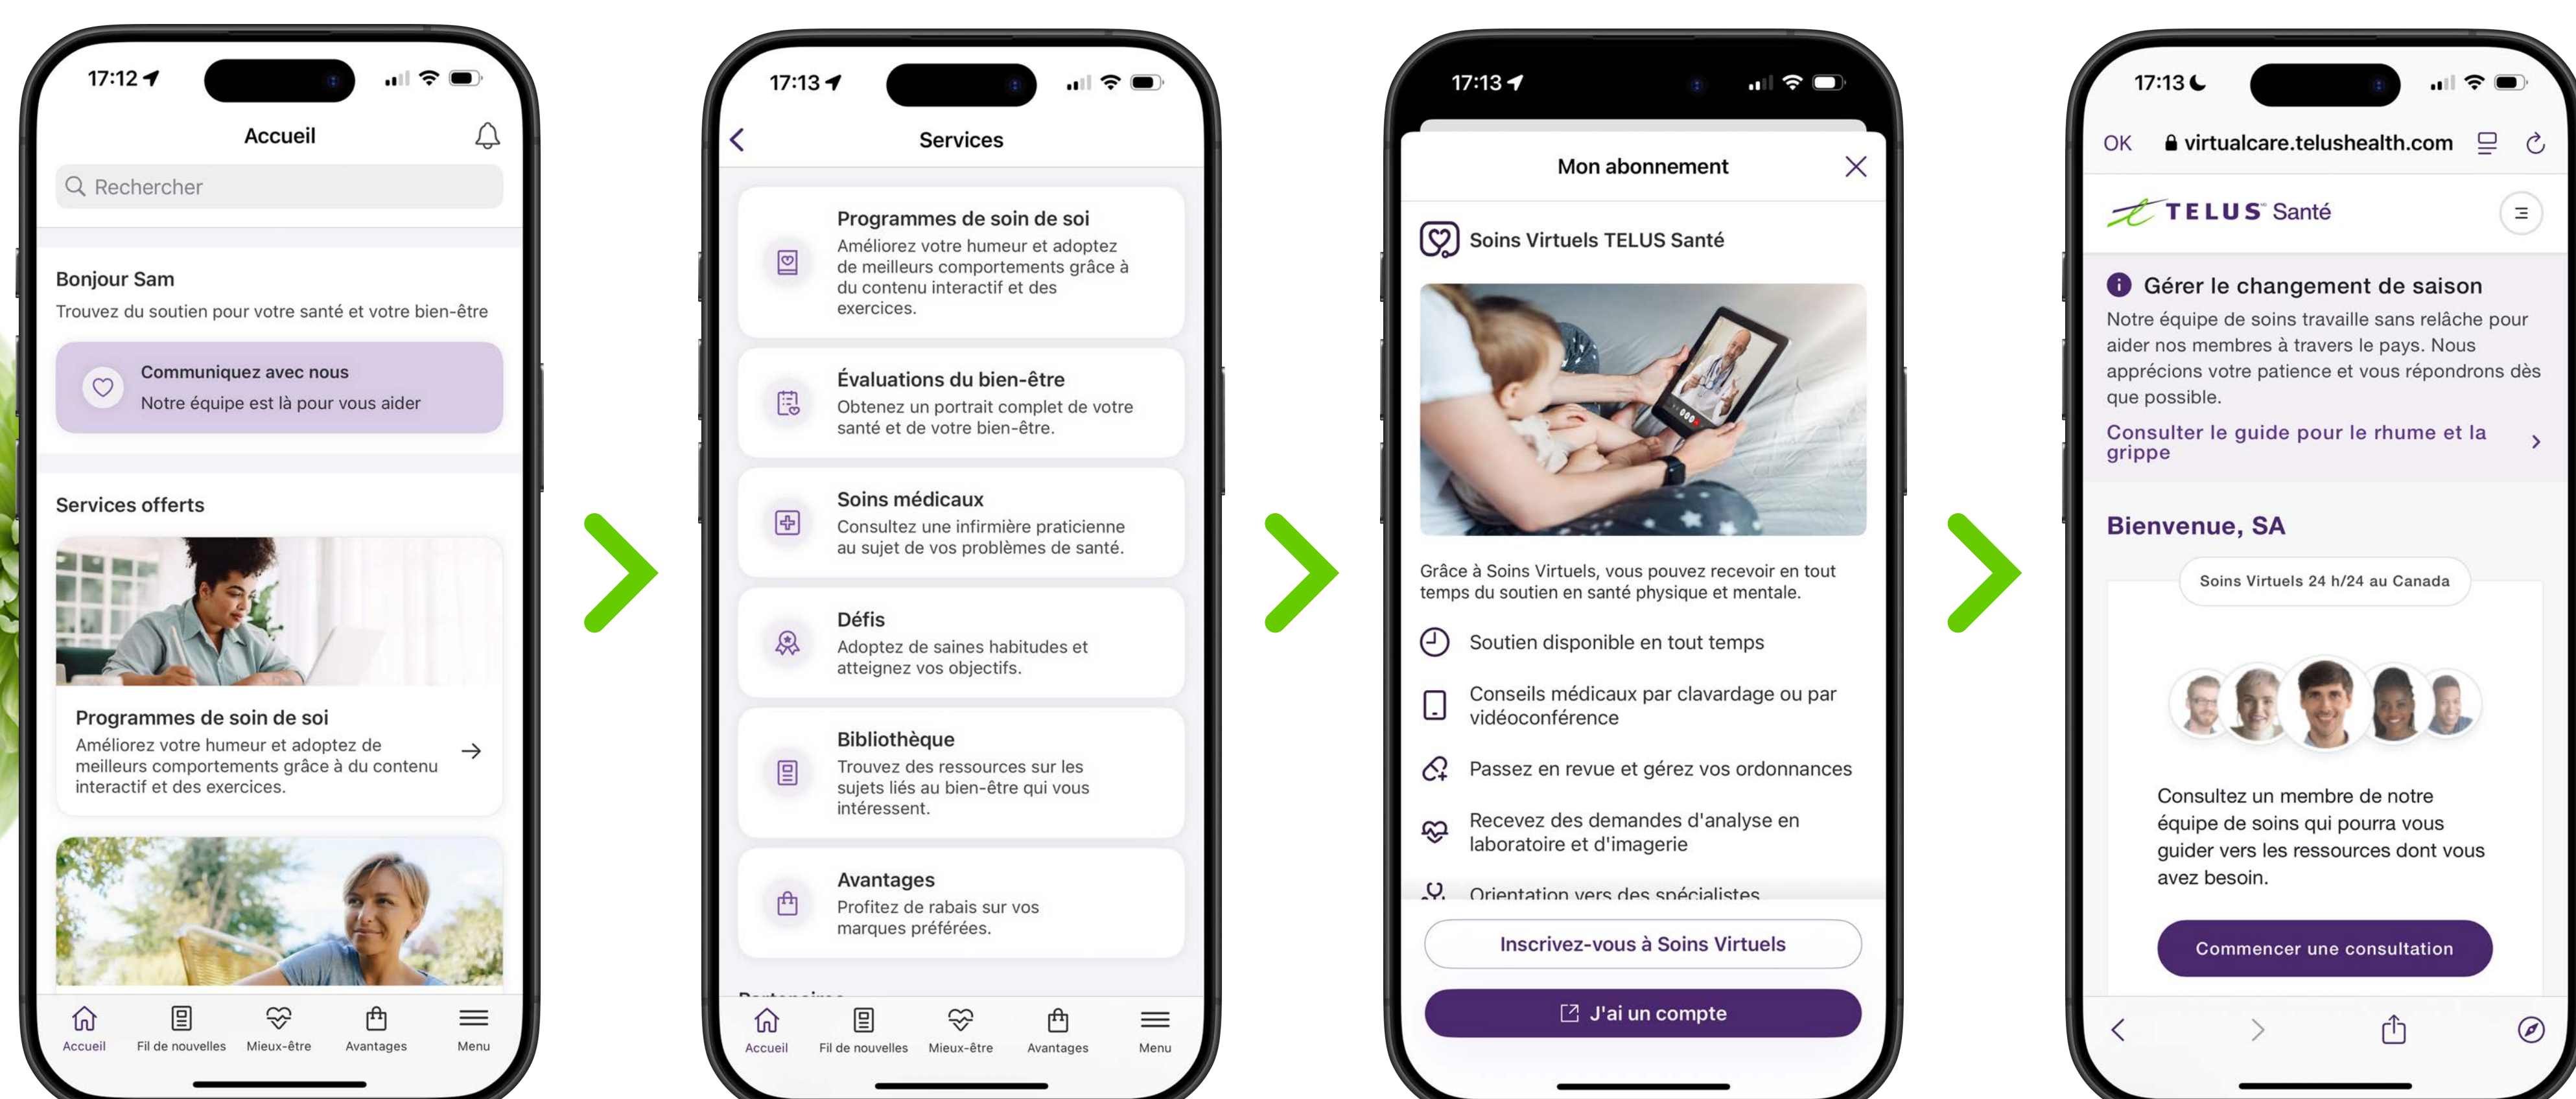 17:12
Accueil
Rechercher
Bonjour Sam
Trouvez du soutien pour votre santé et votre bien-être
Communiquez avec nous
Notre équipe est là pour vous aider
Services offerts
Programmes de soin de soi
Améliorez votre humeur et adoptez de
meilleurs comportements grâce à du contenu
interactif et des exercices.
Accueil
Fil de nouvelles
Mieux-être
Avantages
Menu
17:13
Services
Programmes de soin de soi
Améliorez votre humeur et adoptez
de meilleurs comportements grâce à
du contenu interactif et des
exercices.
Évaluations du bien-être
Obtenez un portrait complet de votre
santé et de votre bien-être.
Soins médicaux
Consultez une infirmière praticienne
au sujet de vos problèmes de santé.
Défis
Adoptez de saines habitudes et
atteignez vos objectifs.
Bibliothèque
Trouvez des ressources sur les
sujets liés au bien-être qui vous
intéressent.
Avantages
Profitez de rabais sur vos
marques préférées.
Partenaires
Accueil
Fil de nouvelles
Mieux-être
Avantages
Menu
17:13
Mon abonnement
Soins Virtuels TELUS Santé
Grâce à Soins Virtuels, vous pouvez recevoir en tout
temps du soutien en santé physique et mentale.
Soutien disponible en tout temps
Conseils médicaux par clavardage ou par
vidéoconférence
Passez en revue et gérez vos ordonnances
Recevez des demandes d'analyse en
laboratoire et d'imagerie
Orientation vers des spécialistes
Inscrivez-vous à Soins Virtuels
J'ai un compte
17:13
OK virtualcare.telushealth.com
TELUS Santé
Gérer le changement de saison
Notre équipe de soins travaille sans relâche pour
aider nos membres à travers le pays. Nous
apprécions votre patience et vous répondrons dès
que possible.
Consulter le guide pour le rhume et la
grippe
Bienvenue, SA
Soins Virtuels 24 h/24 au Canada
Consultez un membre de notre
équipe de soins qui pourra vous
guider vers les ressources dont vous
avez besoin.
Commencer une consultation